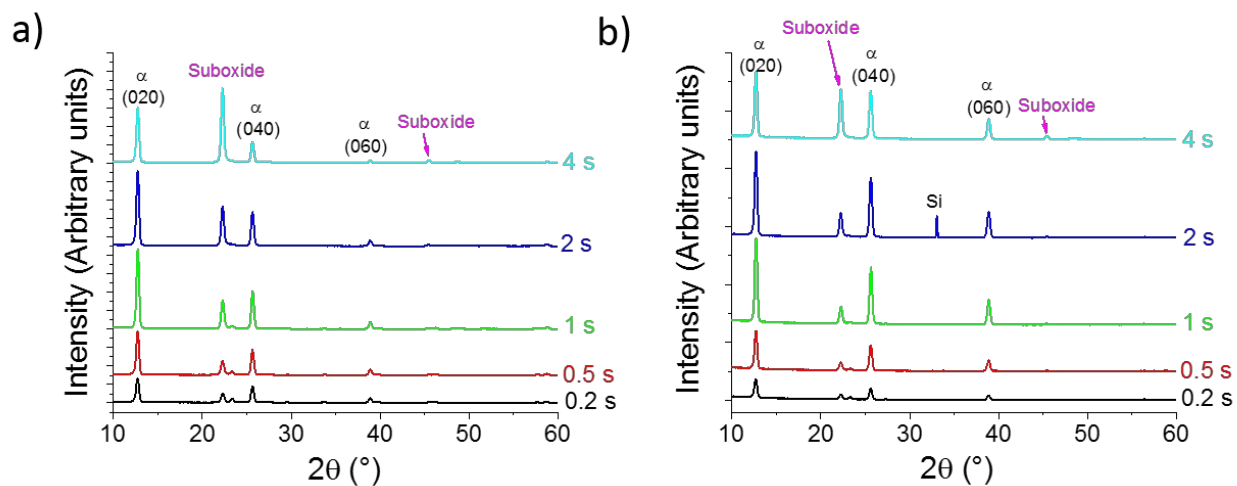 a)
Intensity (Arbitrary units)
α
(020)
Suboxide
α
(040)
α
(060)
Suboxide
4 s
2 s
1 s
0.5 s
0.2 s
10 20 30 40 50 60
2θ (°)
b)
Intensity (Arbitrary units)
Suboxide
α
(020)
α
(040)
α
(060)
Suboxide
4 s
Si
2 s
1 s
0.5 s
0.2 s
10 20 30 40 50 60
2θ (°)